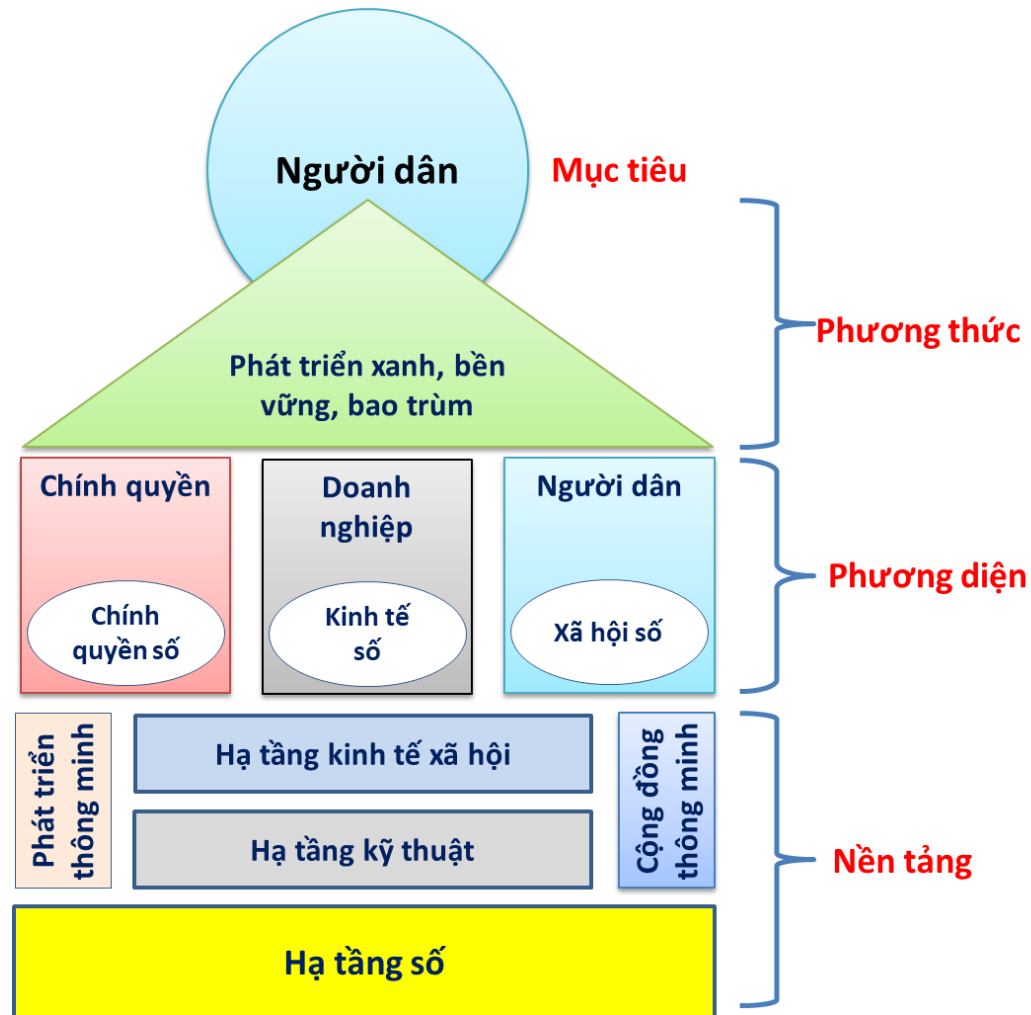 Người dân
Mục tiêu
Phương thức
Phát triển xanh, bền
vững, bao trùm
Chính quyền
Doanh
nghiệp
Người dân
Phương diện
Chính
quyền số
Kinh tế
số
Xã hội số
Phát triển
thông minh
Hạ tầng kinh tế xã hội
Hạ tầng kỹ thuật
Cộng đồng
thông minh
Nền tảng
Hạ tầng số